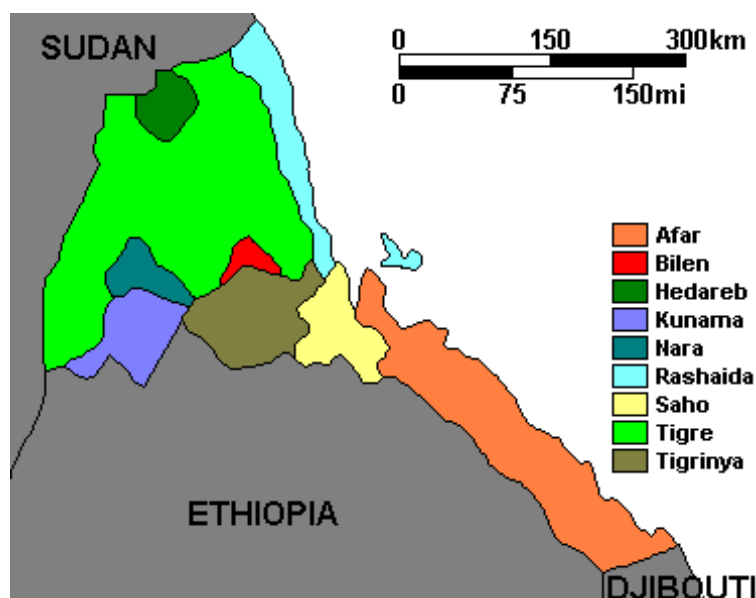 SUDAN
0 150 300km
0 75 150mi
Afar
Bilen
Hedareb
Kunama
Nara
Rashaida
Saho
Tigre
Tigrinya
ETHIOPIA
DJIBOUTI